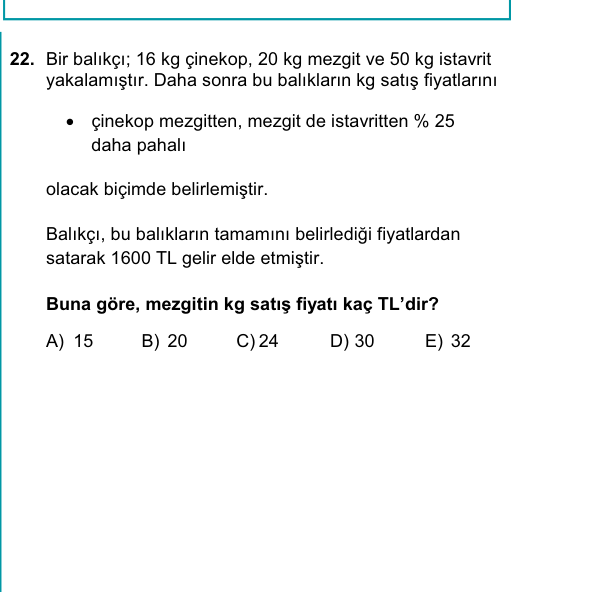 22. Bir balıkçı; 16 kg çinekop, 20 kg mezgit ve 50 kg istavrit
yakalamıştır. Daha sonra bu balıkların kg satış fiyatlarını
• çinekop mezgitten, mezgit de istavritten % 25
daha pahalı
olacak biçimde belirlemiştir.
Balıkçı, bu balıkların tamamını belirlediği fiyatlardan
satarak 1600 TL gelir elde etmiştir.
Buna göre, mezgitin kg satış fiyatı kaç TL'dir?
A) 15 B) 20 C) 24 D) 30 E) 32